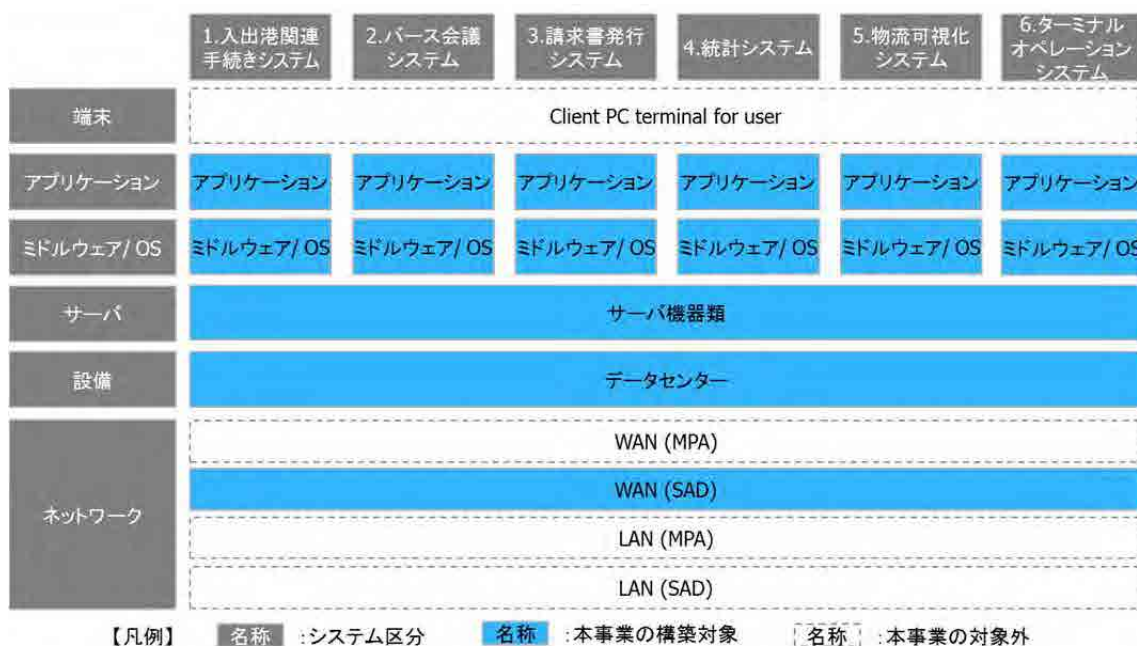 1.入出港関連
手続きシステム
2.バース会議
システム
3.請求書発行
システム
4.統計システム
5.物流可視化
システム
6.ターミナル
オペレーション
システム
端末
Client PC terminal for user
アプリケーション
アプリケーション
アプリケーション
アプリケーション
アプリケーション
アプリケーション
アプリケーション
ミドルウェア/ OS
ミドルウェア/ OS
ミドルウェア/ OS
ミドルウェア/ OS
ミドルウェア/ OS
ミドルウェア/ OS
ミドルウェア/ OS
サーバ
サーバ機器類
設備
データセンター
ネットワーク
WAN (MPA)
WAN (SAD)
LAN (MPA)
LAN (SAD)
【凡例】 名称 :システム区分 名称 :本事業の構築対象 名称 :本事業の対象外